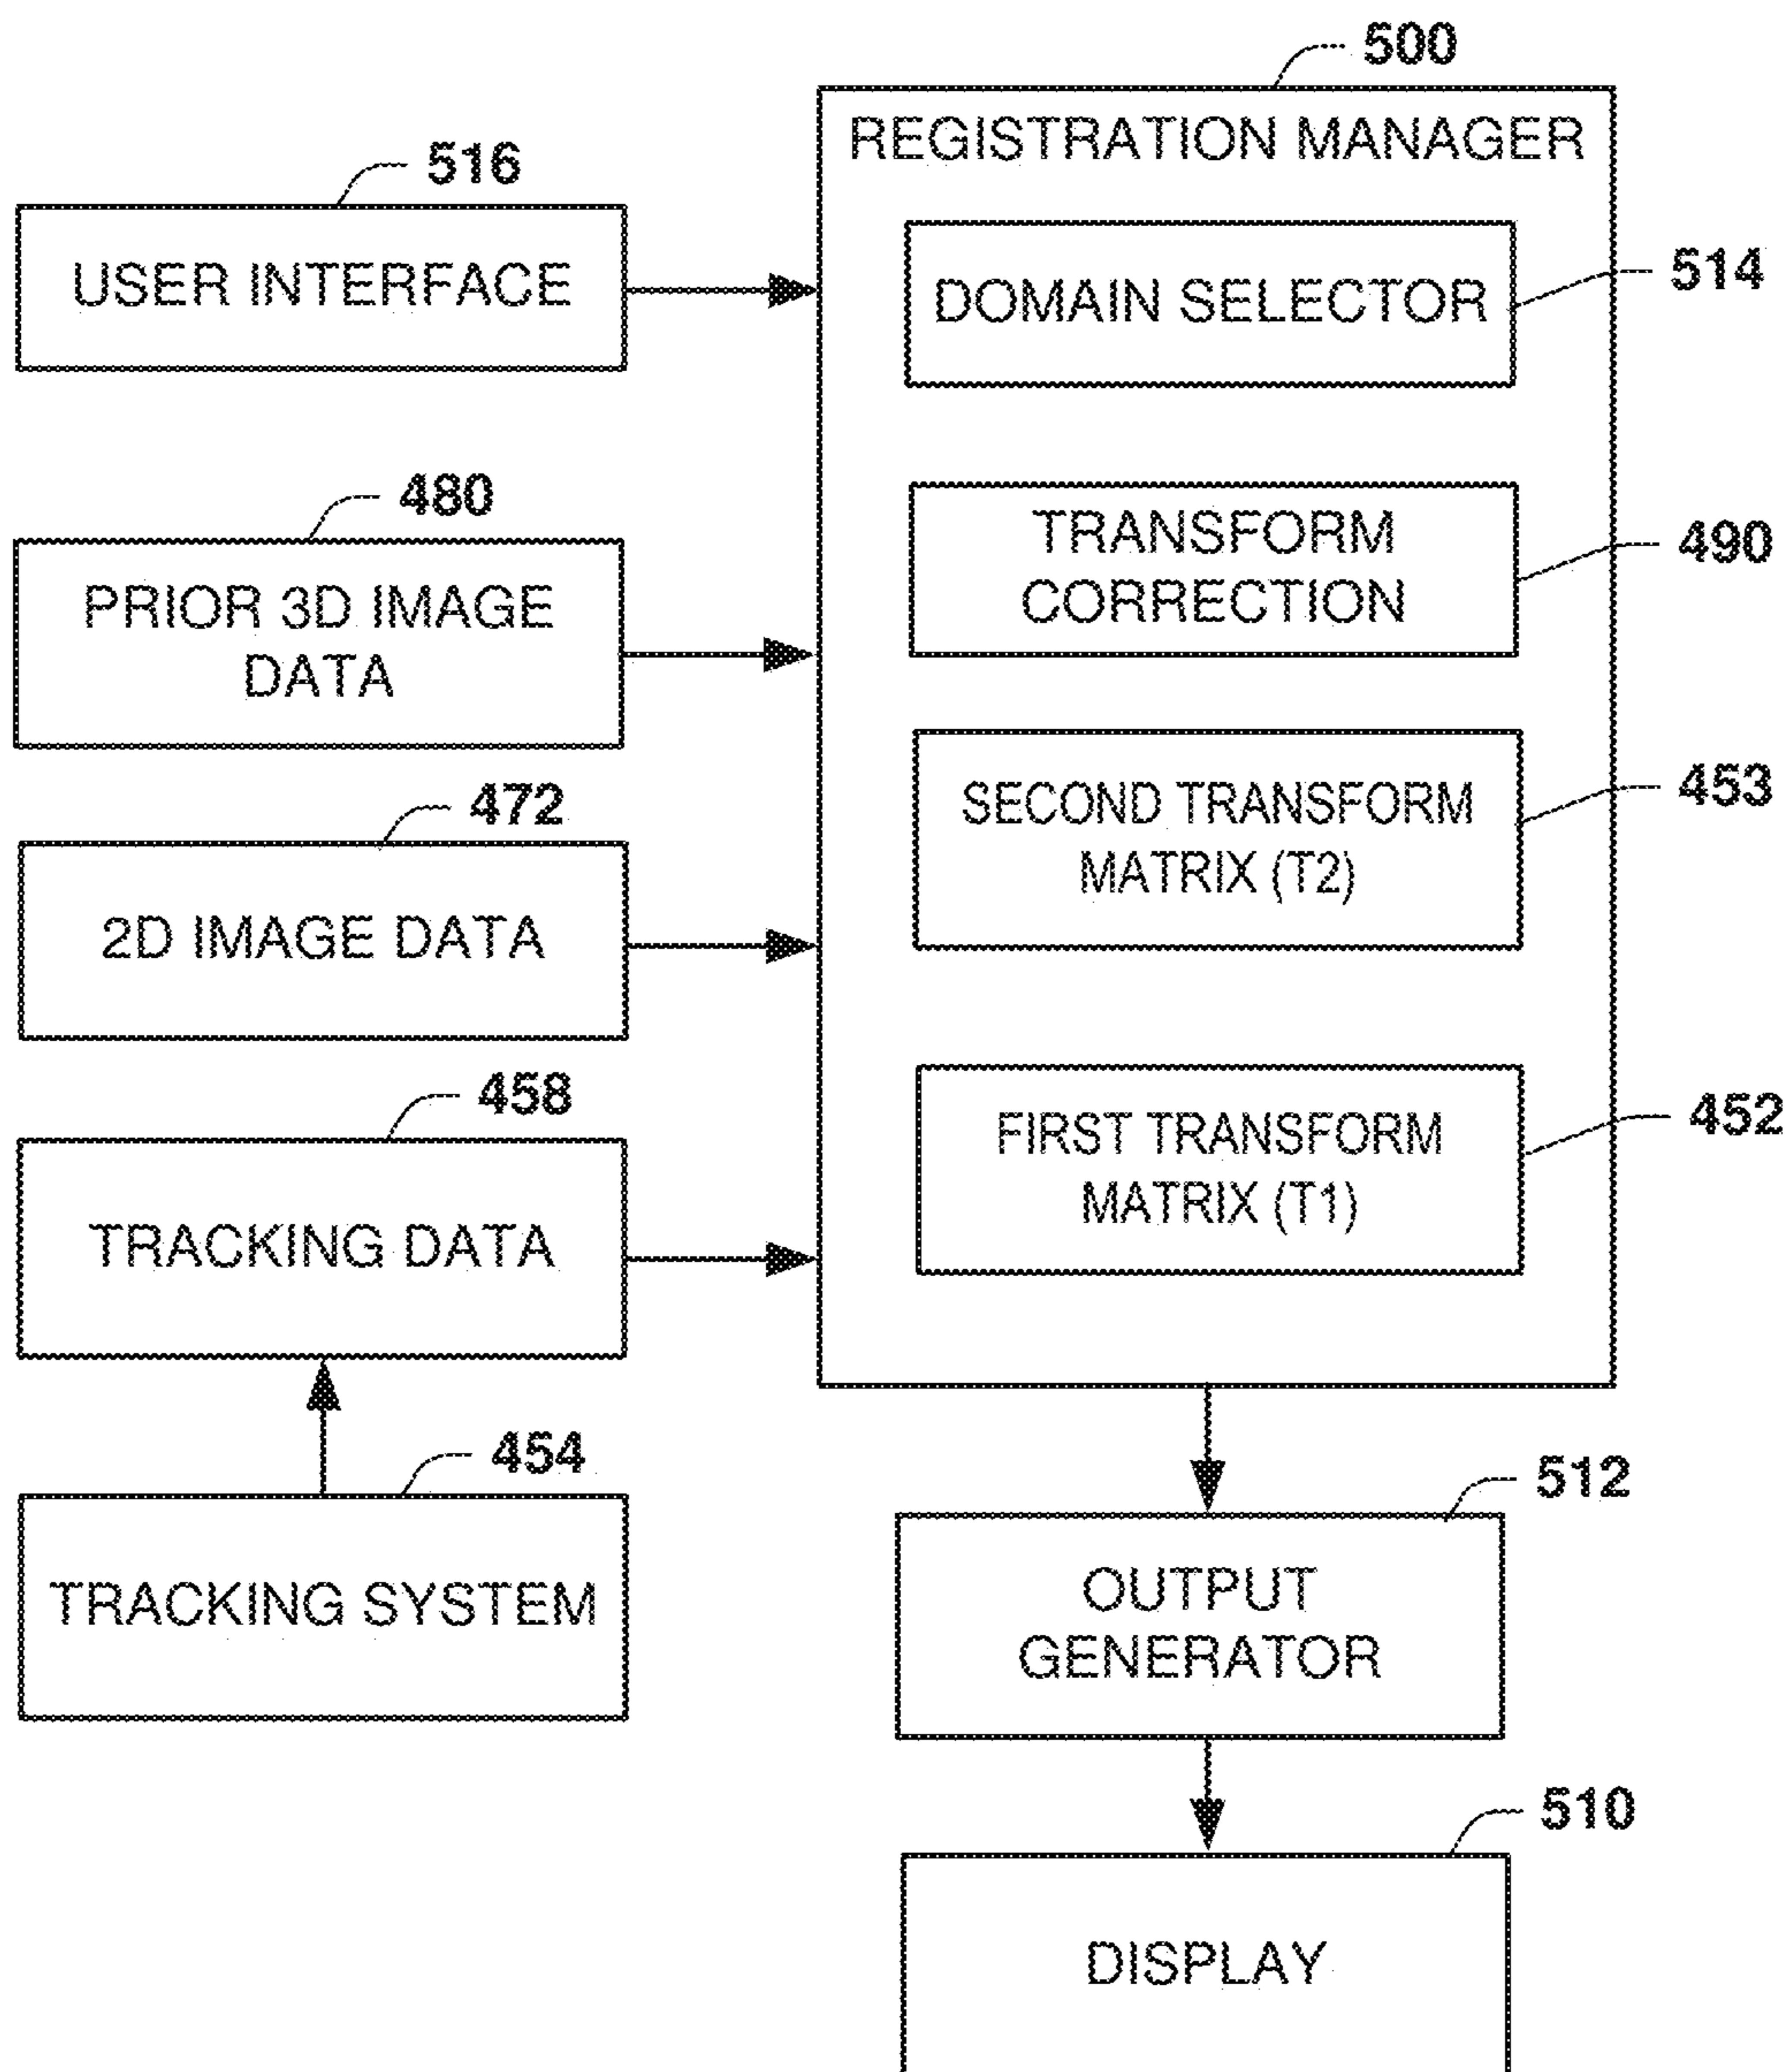 500
REGISTRATION MANAGER
516
USER INTERFACE
DOMAIN SELECTOR
514
480
PRIOR 3D IMAGE
DATA
TRANSFORM
CORRECTION
490
472
2D IMAGE DATA
SECOND TRANSFORM
MATRIX (T2)
453
458
TRACKING DATA
FIRST TRANSFORM
MATRIX (T1)
452
454
TRACKING SYSTEM
512
OUTPUT
GENERATOR
510
DISPLAY